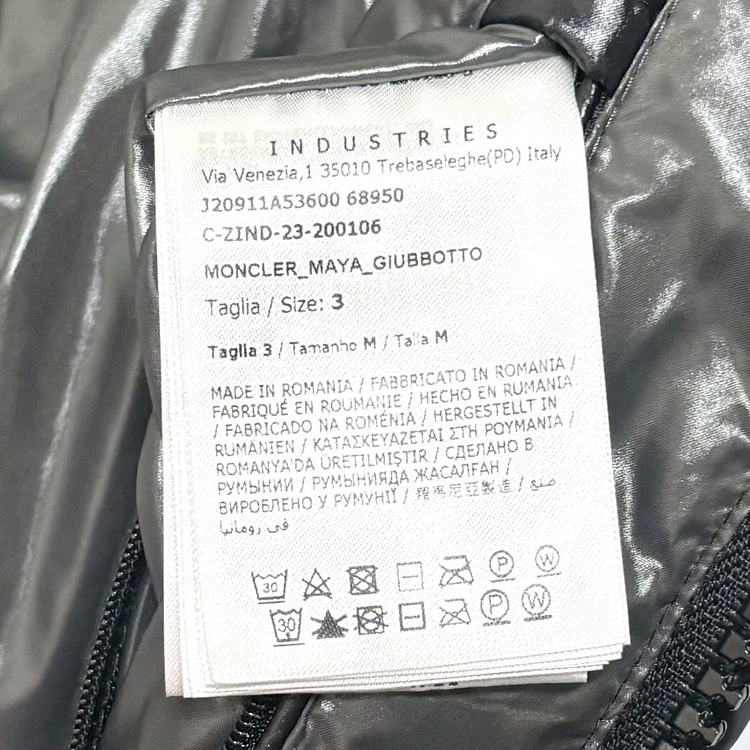 INDUSTRIES
Via Venezia,1 35010 Trebaseleghe(PD) Italy
J20911A53600 68950
C-ZIND-23-200106
MONCLER_MAYA_GIUBBOTTO
Taglia / Size: 3
Taglia 3 / Tamanho M / Talla M
MADE IN ROMANIA / FABBRICATO IN ROMANIA /
FABRIQUÉ EN ROUMANIE / HECHO EN RUMANIA
/ FABRICADO NA ROMÉNIA / HERGESTELLT IN
RUMÄNIEN / ΚΑΤΑΣΚΕΥΑΖΕΤΑΙ ΣΤΗ ΡΟΥΜΑΝΙΑ /
ROMANYA'DA ÜRETILMIŞTIR / СДЕЛАНО В
РУМЫНИИ / РУМЫНИЯДА ЖАСАЛҒАН /
ВИРОБЛЕНО У РУМУНІЇ / 羅馬尼亞製造 / صنع
في رومانيا
30 P W
30 P W